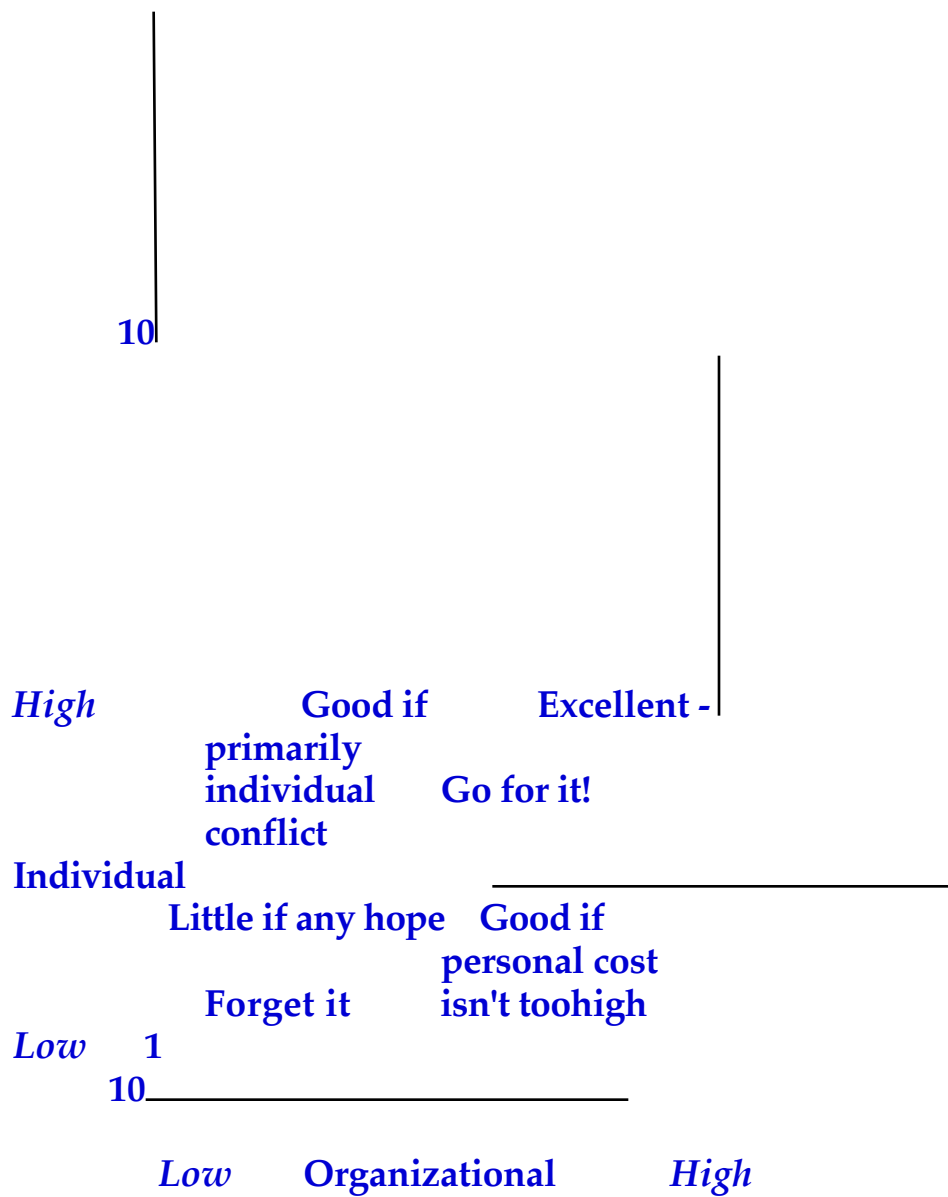 10
High Good if Excellent -
primarily
individual Go for it!
conflict
Individual
Little if any hope Good if
personal cost
Forget it isn't toohigh
Low 1
10
Low Organizational High